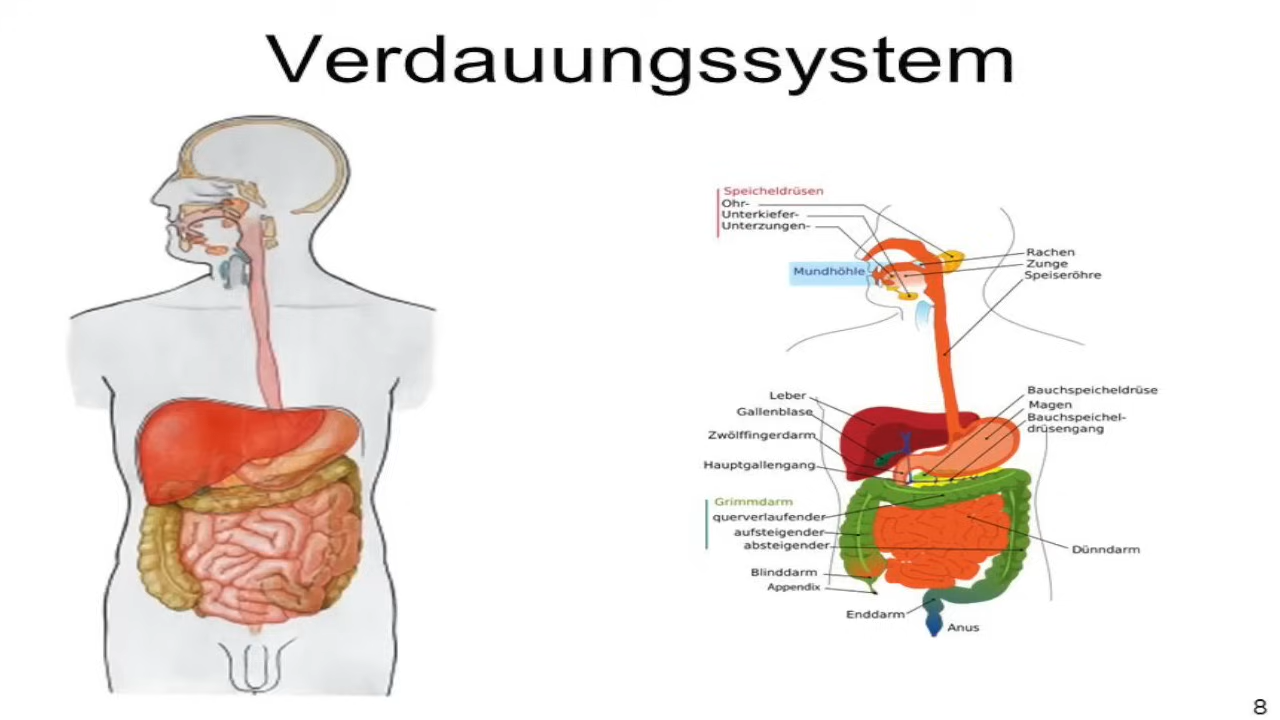 Verdauungssystem
Speicheldrüsen
Ohr-
Unterkiefer-
Unterzungen-
Mundhöhle
Rachen
Zunge
Speiseröhre
Leber
Gallenblase
Zwölffingerdarm
Hauptgallengang
Bauchspeicheldrüse
Magen
Bauchspeichel-
drüsengang
Grimmdarm
querverlaufender
aufsteigender
absteigender
Blinddarm
Appendix
Enddarm
Anus
Dünndarm
8